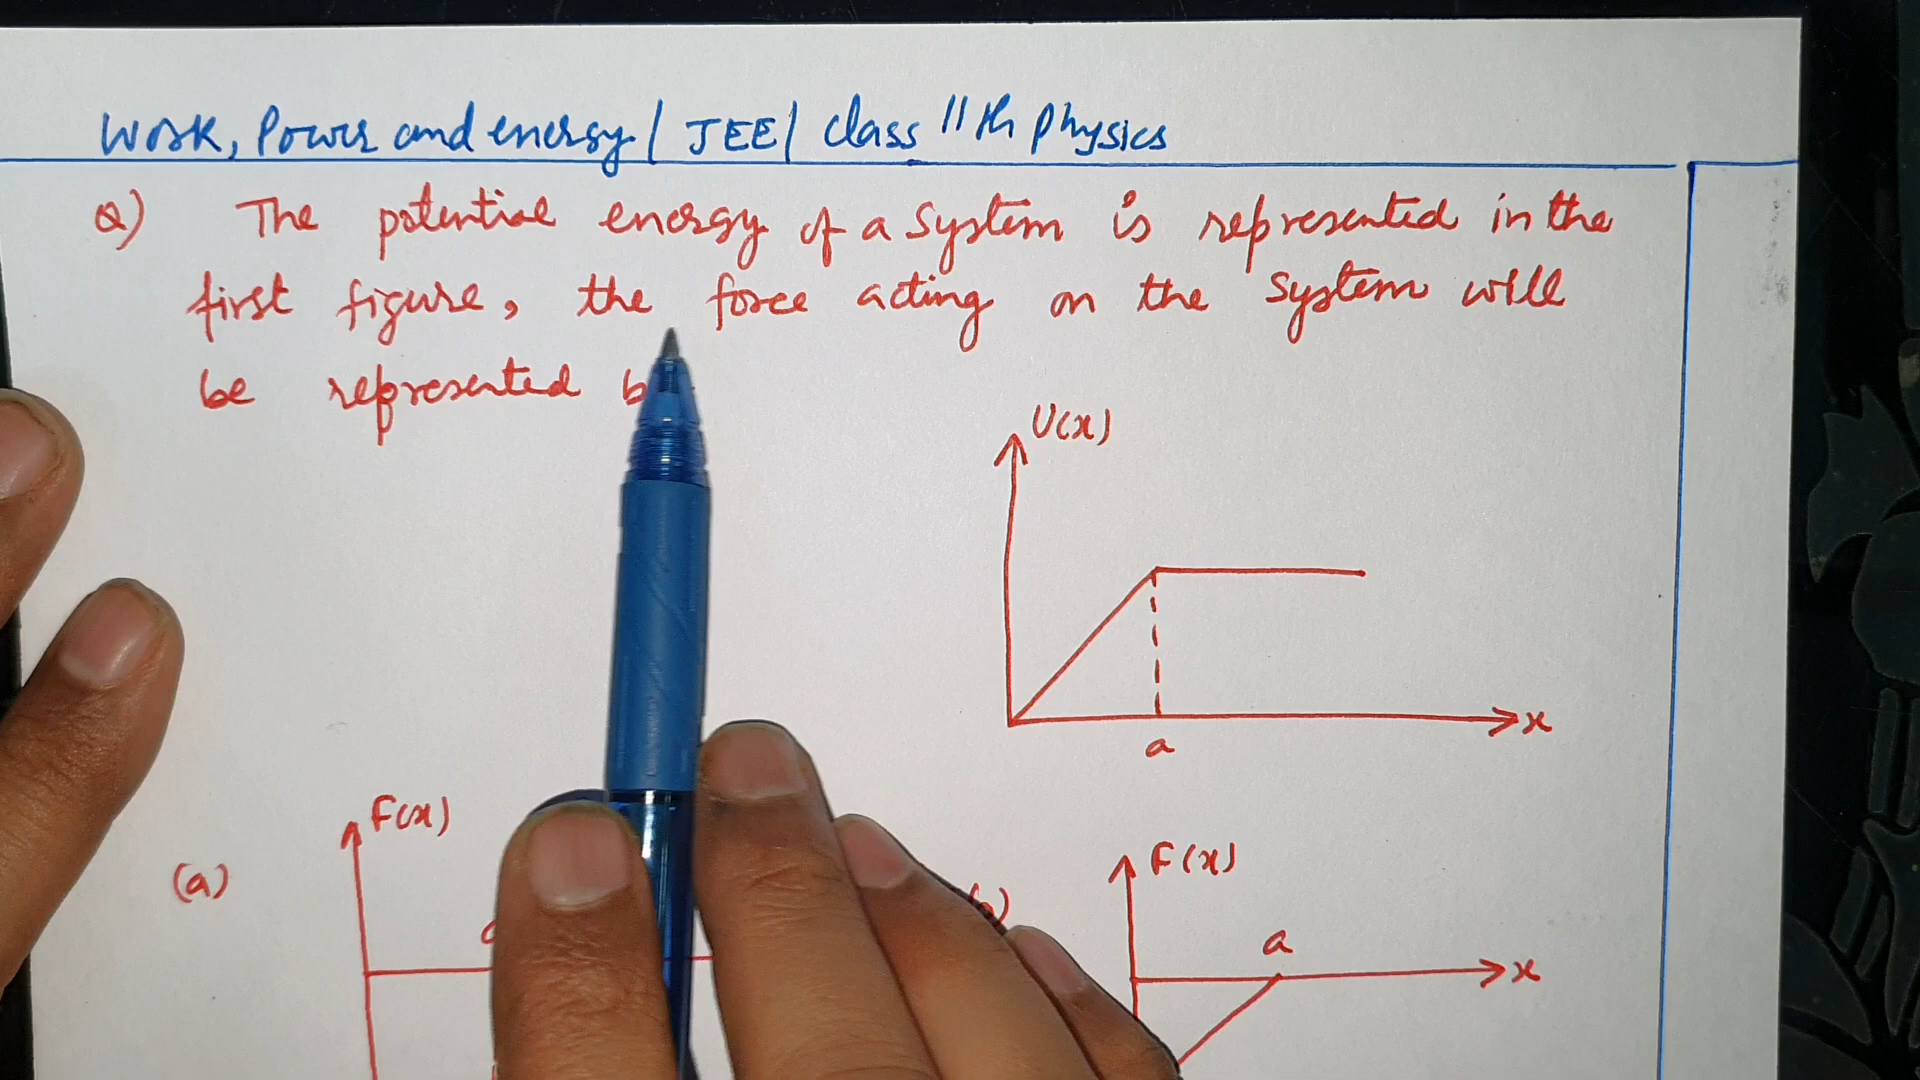 Work, Power and energy / JEE / class 11th physics
Q) The potential energy of a system is represented in the
first figure, the force acting on the system will
be represented
U(x)
x
a
F(x)
(a)
F(x)
a
x